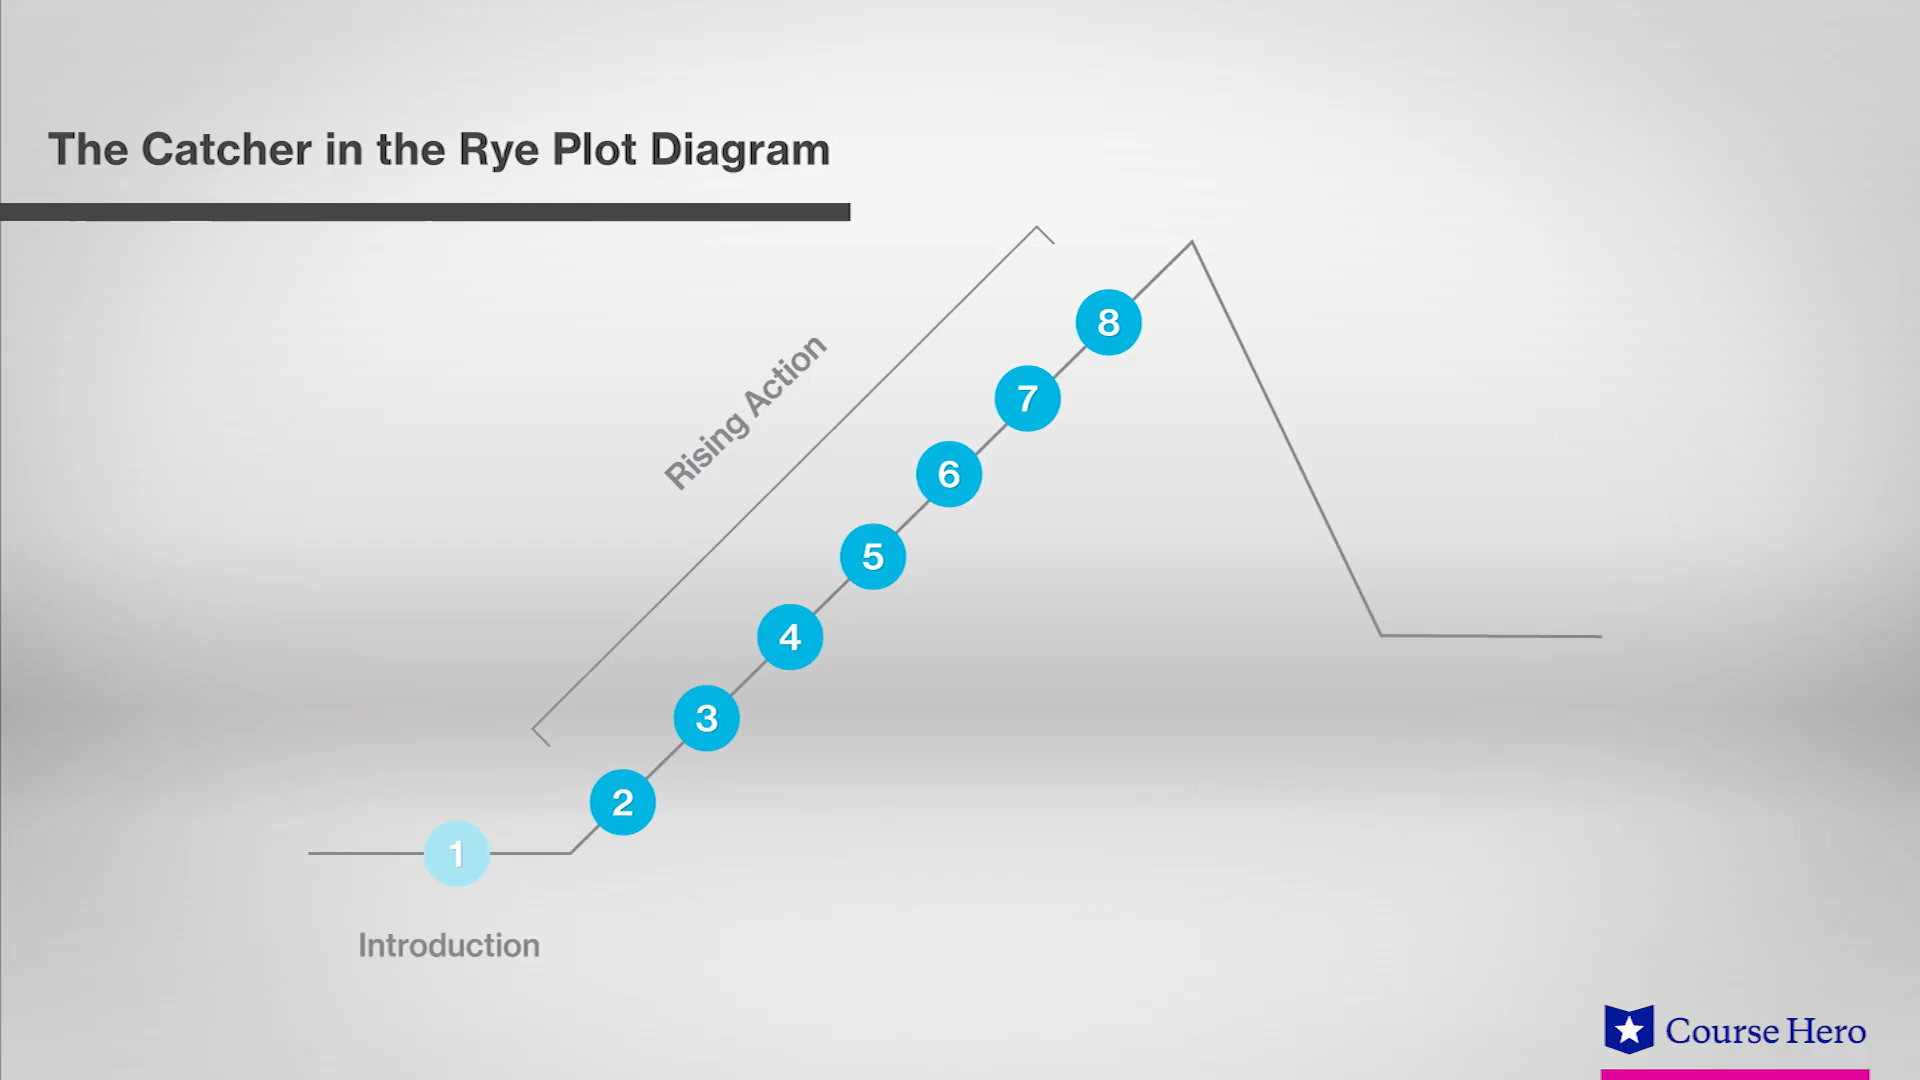 The Catcher in the Rye Plot Diagram
Rising Action
8
7
6
5
4
3
2
1
Introduction
Course Hero